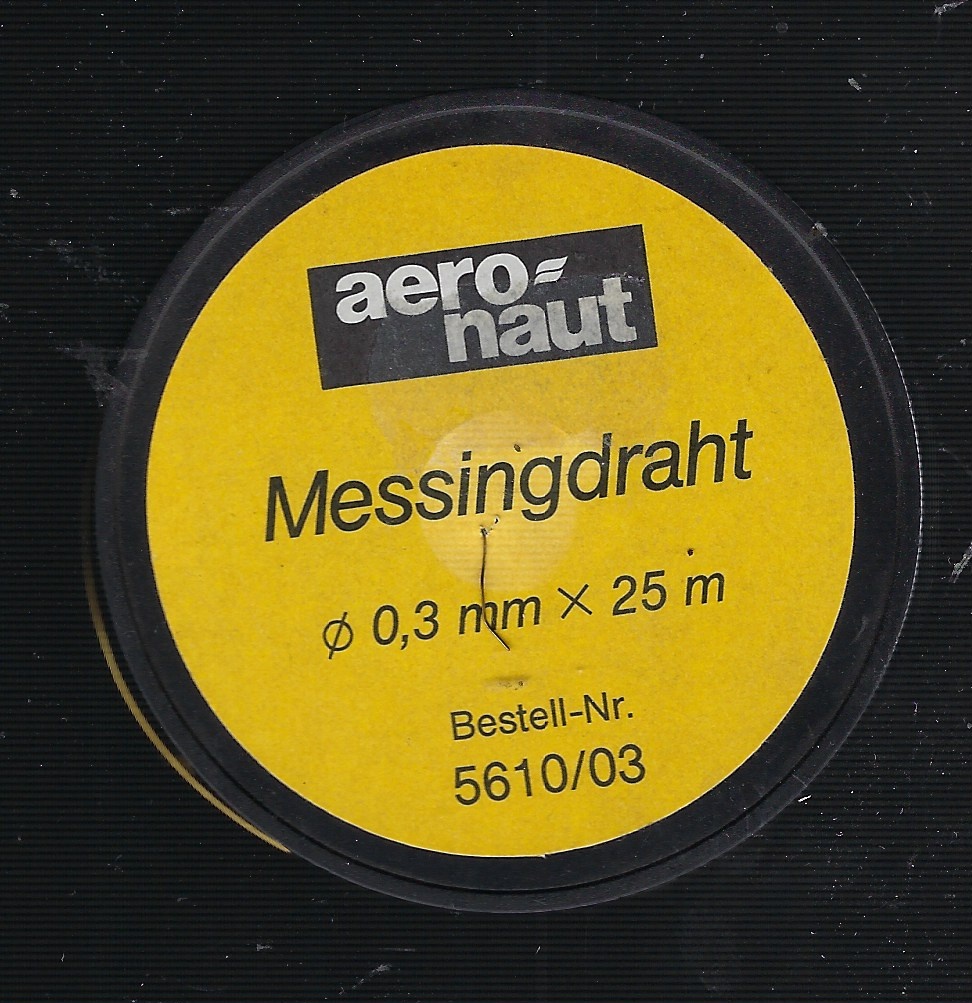 aero-
naut
Messingdraht
ø 0,3 mm × 25 m
Bestell-Nr.
5610/03